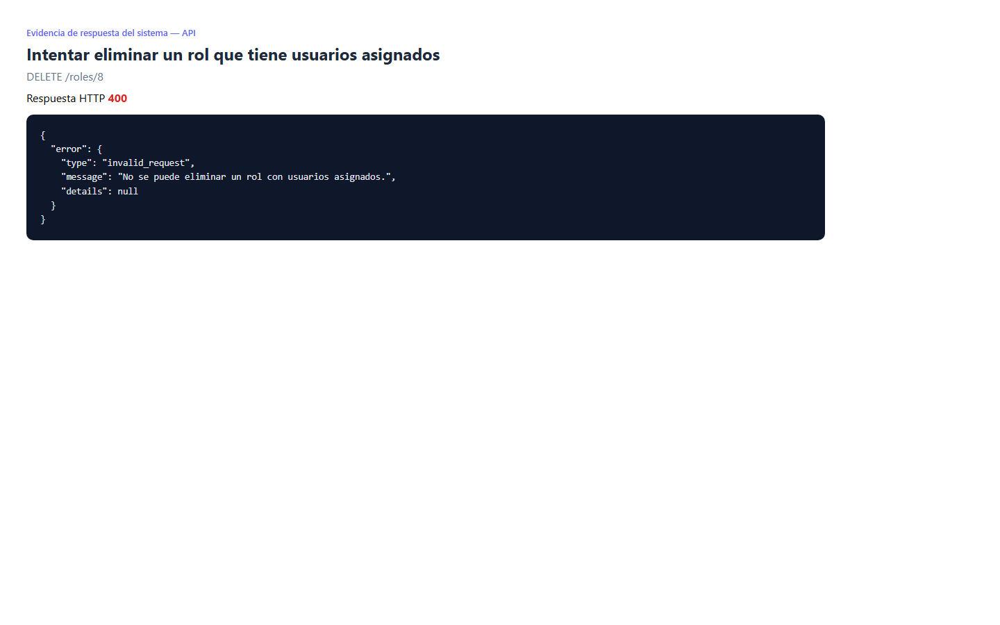 Evidencia de respuesta del sistema — API
Intentar eliminar un rol que tiene usuarios asignados
DELETE /roles/8
Respuesta HTTP 400
{
  "error": {
    "type": "invalid_request",
    "message": "No se puede eliminar un rol con usuarios asignados.",
    "details": null
  }
}